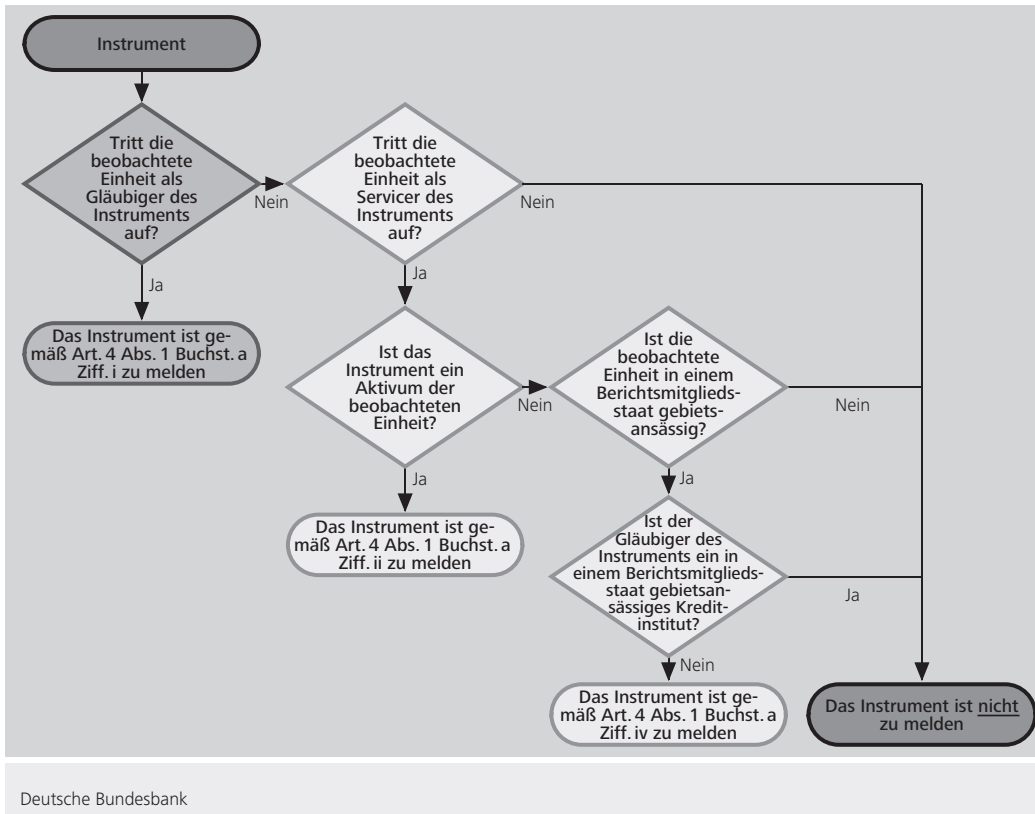 Instrument
Tritt die
beobachtete
Einheit als
Gläubiger des
Instruments
auf?
Nein
Tritt die
beobachtete
Einheit als
Servicer des
Instruments
auf?
Nein
Ja
Das Instrument ist ge-
mäß Art. 4 Abs. 1 Buchst. a
Ziff. i zu melden
Ja
Ist das
Instrument ein
Aktivum der
beobachteten
Einheit?
Nein
Ist die
beobachtete
Einheit in einem
Berichtsmitglieds-
staat gebiets-
ansässig?
Nein
Ja
Das Instrument ist ge-
mäß Art. 4 Abs. 1 Buchst. a
Ziff. ii zu melden
Ja
Ist der
Gläubiger des
Instruments ein in
einem Berichtsmitglieds-
staat gebietsan-
sässiges Kredit-
institut?
Ja
Nein
Das Instrument ist ge-
mäß Art. 4 Abs. 1 Buchst. a
Ziff. iv zu melden
Das Instrument ist nicht
zu melden
Deutsche Bundesbank